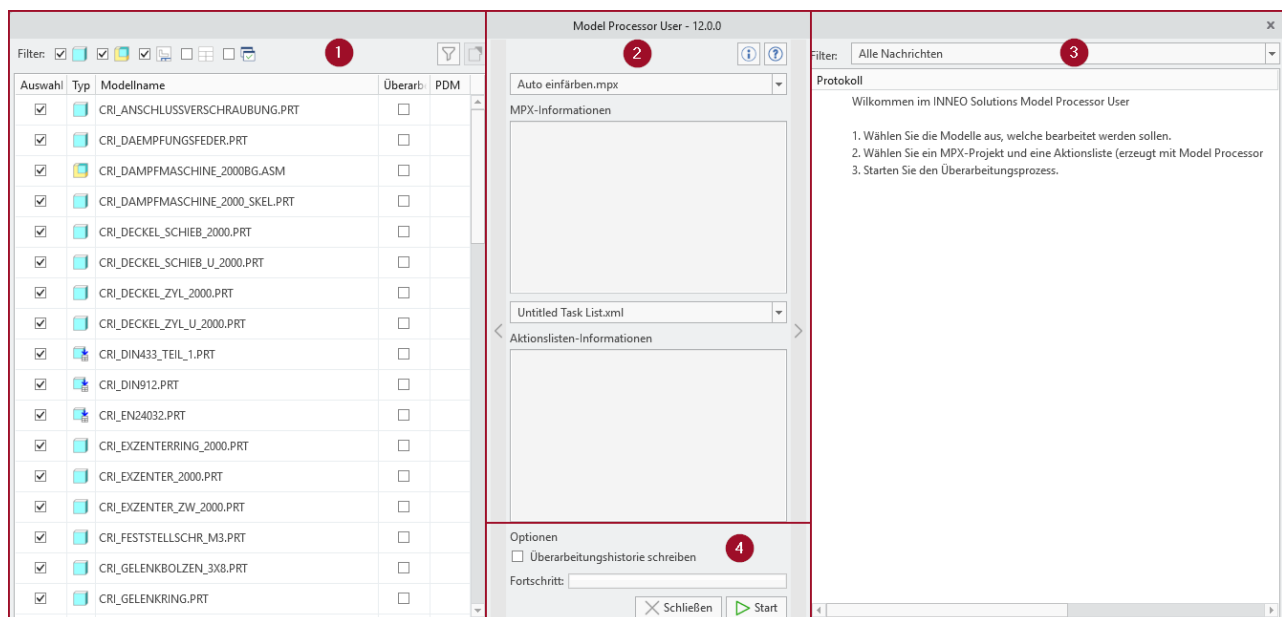 Model Processor User - 12.0.0
Filter:
1
Auswahl Typ Modellname Überarb PDM
CRI_ANSCHLUSSVERSCHRAUBUNG.PRT
CRI_DAEMPFUNGSFEDER.PRT
CRI_DAMPFMASCHINE_2000BG.ASM
CRI_DAMPFMASCHINE_2000_SKEL.PRT
CRI_DECKEL_SCHIEB_2000.PRT
CRI_DECKEL_SCHIEB_U_2000.PRT
CRI_DECKEL_ZYL_2000.PRT
CRI_DECKEL_ZYL_U_2000.PRT
CRI_DIN433_TEIL_1.PRT
CRI_DIN912.PRT
CRI_EN24032.PRT
CRI_EXZENTERRING_2000.PRT
CRI_EXZENTER_2000.PRT
CRI_EXZENTER_ZW_2000.PRT
CRI_FESTSTELLSCHR_M3.PRT
CRI_GELENKBOLZEN_3X8.PRT
CRI_GELENKRING.PRT
2
Auto einfärben.mpx
MPX-Informationen
Untitled Task List.xml
Aktionslisten-Informationen
Optionen
4
Überarbeitungshistorie schreiben
Fortschritt:
Schließen Start
Filter: Alle Nachrichten
3
Protokoll
Wilkommen im INNEO Solutions Model Processor User
1. Wählen Sie die Modelle aus, welche bearbeitet werden sollen.
2. Wählen Sie ein MPX-Projekt und eine Aktionsliste (erzeugt mit Model Processor
3. Starten Sie den Überarbeitungsprozess.